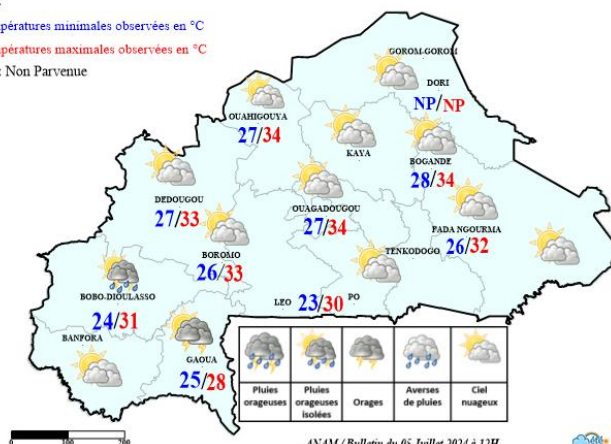 températures minimales observées en °C
températures maximales observées en °C
: Non Parvenue
GOROM-GOROM
DORI
NP/NP
OUAHIGOUYA
27/34
KAYA
BOGANDE
28/34
DEDOUGOU
27/33
OUAGADOUGOU
27/34
FADA NGOURMA
26/32
BOROMO
26/33
TENKODOGO
BOBO-DIOULASSO
24/31
LEO 23/30 PO
BANFORA
GAOUA
25/28
Pluies orageuses
Pluies orageuses isolées
Orages
Averses de pluies
Ciel nuageux
ANAM / Bulletin du 05 Juillet 2024 à 12H